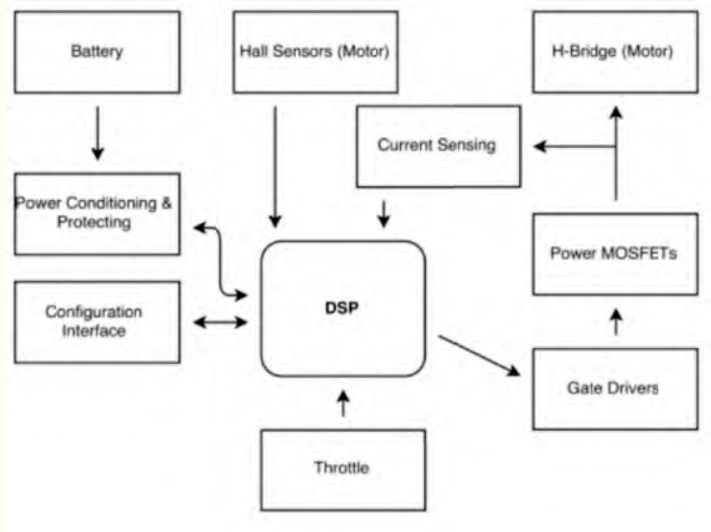 Battery
Hall Sensors (Motor)
H-Bridge (Motor)
Current Sensing
Power Conditioning &
Protecting
Power MOSFETs
Configuration
Interface
DSP
Gate Drivers
Throttle